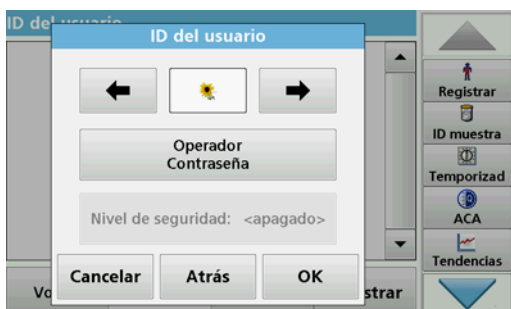 ID del usuario
ID del usuario
Operador
Contraseña
Nivel de seguridad: <apagado>
Cancelar
Atrás
OK
Vo
strar
Registrar
ID muestra
Temporizad
ACA
Tendencias